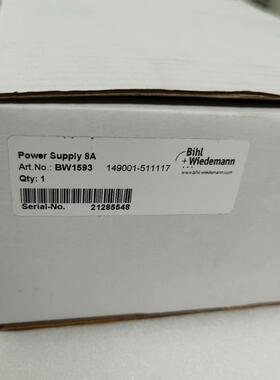 Power Supply 8A
Art.No.: BW1593 149001-511117
Qty: 1
Serial-No. 21285548
Bihl
+Wiedemann
www.bihl-wiedemann.com